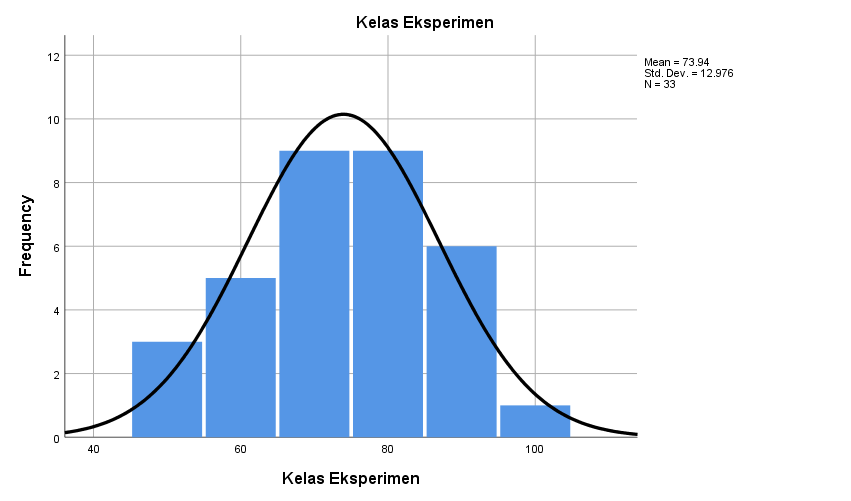 Kelas Eksperimen
Mean = 73.94
Std. Dev. = 12.976
N = 33
Frequency
12
10
8
6
4
2
0
40 60 80 100
Kelas Eksperimen